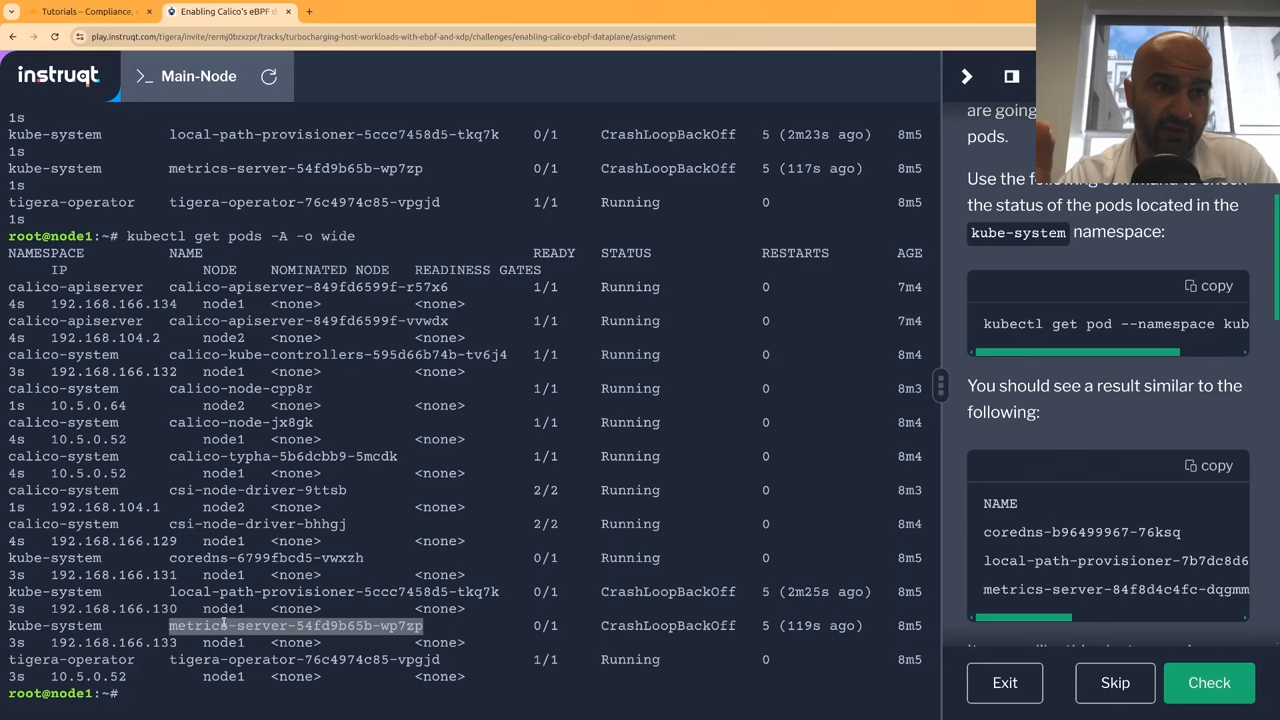 Tutorials – Compliance,
Enabling Calico's eBPF d
play.instruqt.com/tigera/invite/rermj0bzxzpr/tracks/turbocharging-host-workloads-with-ebpf-and-xdp/challenges/enabling-calico-ebpf-dataplane/assignment
instruqt
>_ Main-Node
1s
kube-system local-path-provisioner-5ccc7458d5-tkq7k 0/1 CrashLoopBackOff 5 (2m23s ago) 8m5
1s
kube-system metrics-server-54fd9b65b-wp7zp 0/1 CrashLoopBackOff 5 (117s ago) 8m5
1s
tigera-operator tigera-operator-76c4974c85-vpgjd 1/1 Running 0 8m5
1s
root@node1:~# kubectl get pods -A -o wide
NAMESPACE NAME READY STATUS RESTARTS AGE
IP NODE NOMINATED NODE READINESS GATES
calico-apiserver calico-apiserver-849fd6599f-r57x6 1/1 Running 0 7m4
4s 192.168.166.134 node1 <none> <none>
calico-apiserver calico-apiserver-849fd6599f-vvwdx 1/1 Running 0 7m4
4s 192.168.104.2 node2 <none> <none>
calico-system calico-kube-controllers-595d66b74b-tv6j4 1/1 Running 0 8m4
3s 192.168.166.132 node1 <none> <none>
calico-system calico-node-cpp8r 1/1 Running 0 8m3
1s 10.5.0.64 node2 <none> <none>
calico-system calico-node-jx8gk 1/1 Running 0 8m4
4s 10.5.0.52 node1 <none> <none>
calico-system calico-typha-5b6dcbb9-5mcdk 1/1 Running 0 8m4
4s 10.5.0.52 node1 <none> <none>
calico-system csi-node-driver-9ttsb 2/2 Running 0 8m3
1s 192.168.104.1 node2 <none> <none>
calico-system csi-node-driver-bhhgj 2/2 Running 0 8m4
4s 192.168.166.129 node1 <none> <none>
kube-system coredns-6799fbcd5-vwxzh 0/1 Running 0 8m5
3s 192.168.166.131 node1 <none> <none>
kube-system local-path-provisioner-5ccc7458d5-tkq7k 0/1 CrashLoopBackOff 5 (2m25s ago) 8m5
3s 192.168.166.130 node1 <none> <none>
kube-system metrics-server-54fd9b65b-wp7zp 0/1 CrashLoopBackOff 5 (119s ago) 8m5
3s 192.168.166.133 node1 <none> <none>
tigera-operator tigera-operator-76c4974c85-vpgjd 1/1 Running 0 8m5
3s 10.5.0.52 node1 <none> <none>
root@node1:~#
are going
pods.
Use the following command to check
the status of the pods located in the
kube-system namespace:
copy
kubectl get pod --namespace kub
You should see a result similar to the
following:
copy
NAME
coredns-b96499967-76ksq
local-path-provisioner-7b7dc8d6
metrics-server-84f8d4c4fc-dqgmm
Exit
Skip
Check